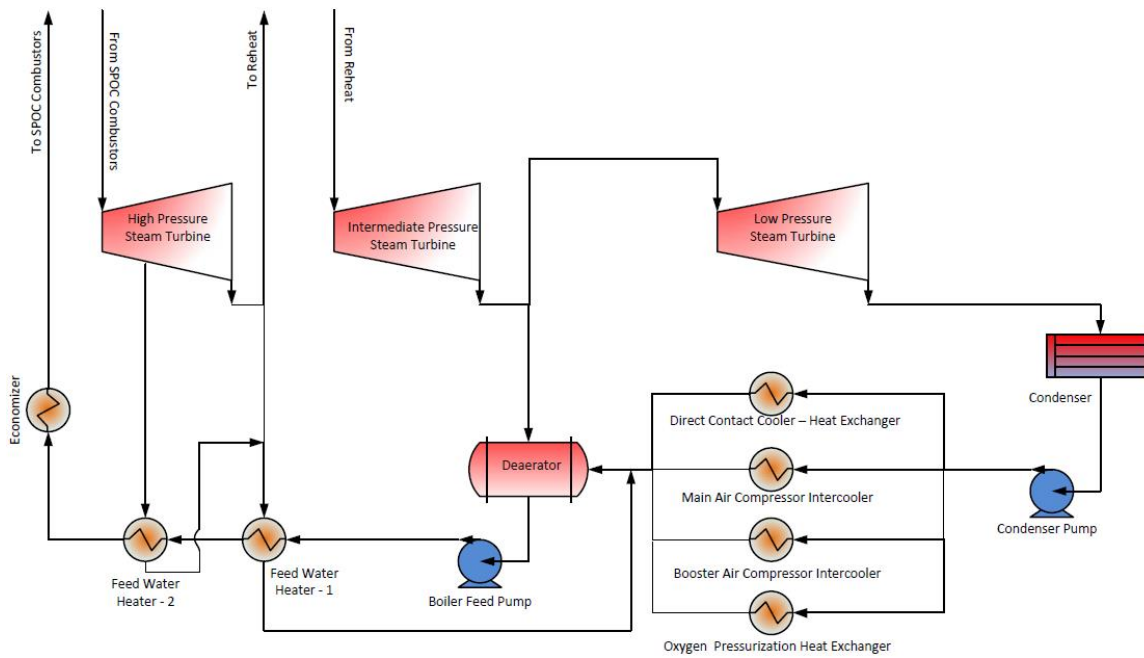 To SPOC Combustors
From SPOC Combustors
To Reheat
From Reheat
High Pressure
Steam Turbine
Intermediate Pressure
Steam Turbine
Low Pressure
Steam Turbine
Economizer
Condenser
Direct Contact Cooler – Heat Exchanger
Deaerator
Main Air Compressor Intercooler
Condenser Pump
Feed Water
Heater - 2
Feed Water
Heater - 1
Boiler Feed Pump
Booster Air Compressor Intercooler
Oxygen Pressurization Heat Exchanger